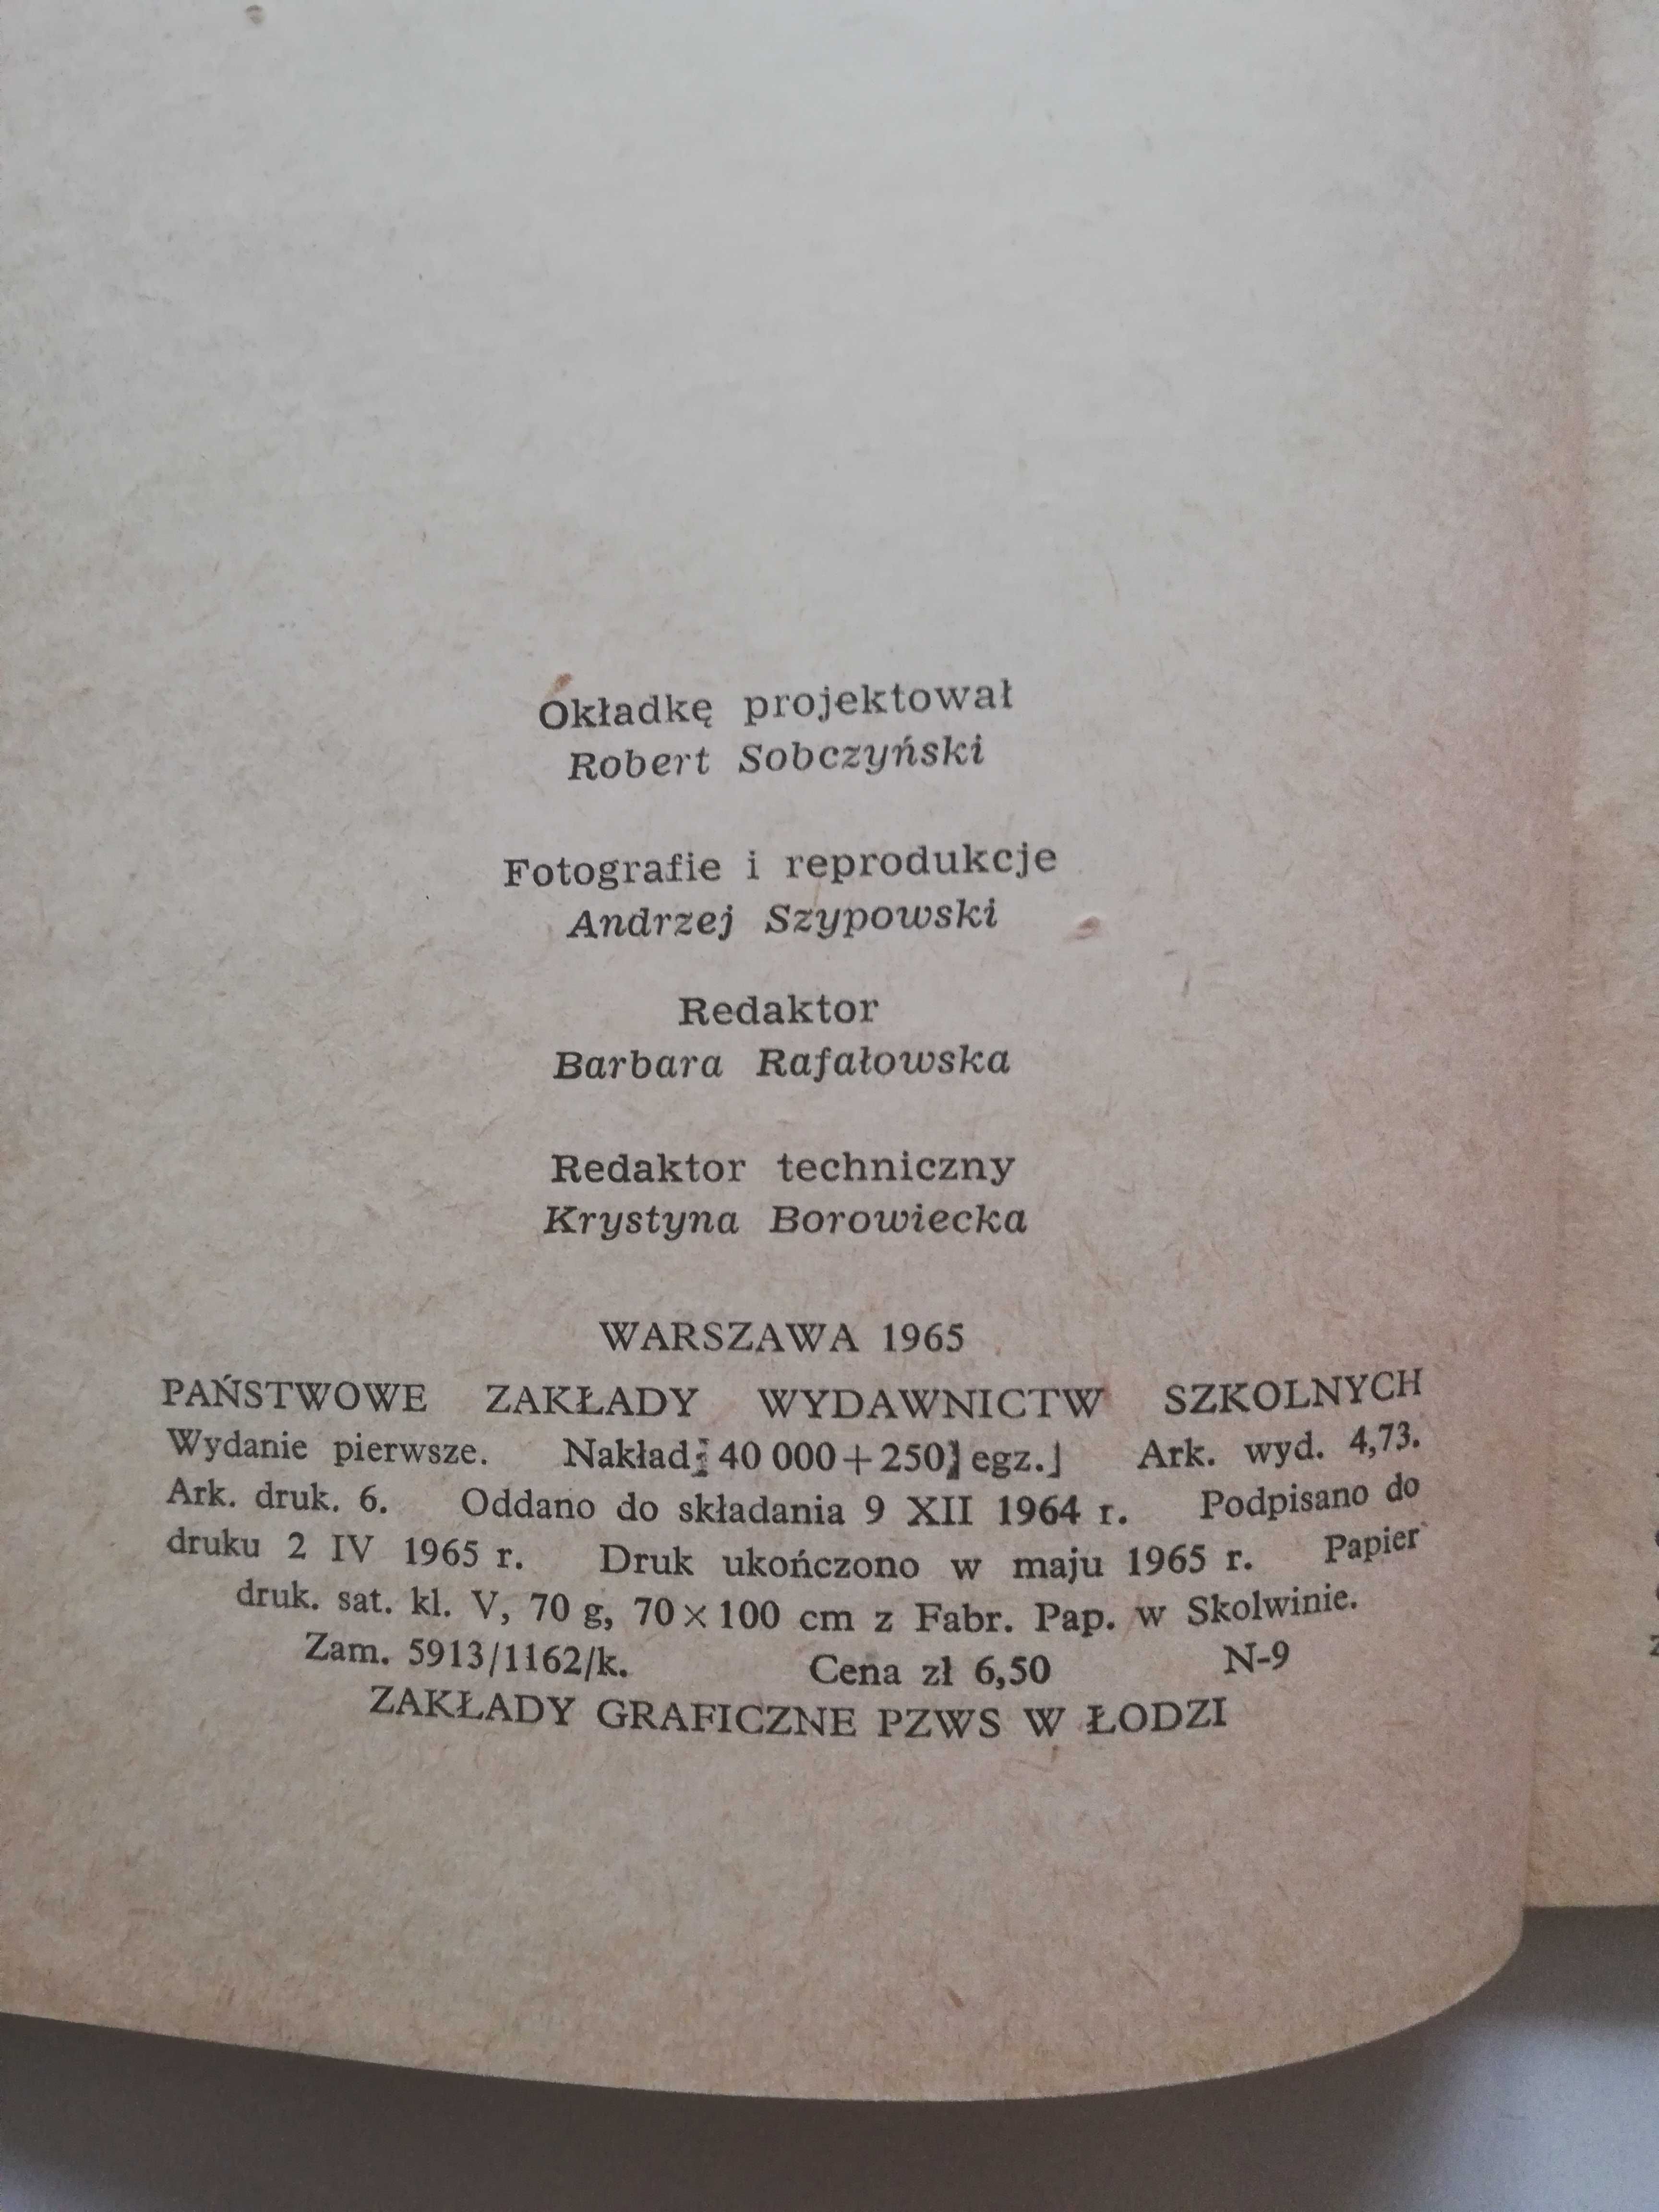 Okładkę projektował
Robert Sobczyński
Fotografie i reprodukcje
Andrzej Szypowski
Redaktor
Barbara Rafałowska
Redaktor techniczny
Krystyna Borowiecka
WARSZAWA 1965
PAŃSTWOWE ZAKŁADY WYDAWNICTW SZKOLNYCH
Wydanie pierwsze. Nakład 40 000+250 egz. Ark. wyd. 4,73.
Ark. druk. 6. Oddano do składania 9 XII 1964 r. Podpisano do
druku 2 IV 1965 r. Druk ukończono w maju 1965 r. Papier
druk. sat. kl. V, 70 g, 70×100 cm z Fabr. Pap. w Skolwinie.
Zam. 5913/1162/k. Cena zł 6,50 N-9
ZAKŁADY GRAFICZNE PZWS W ŁODZI